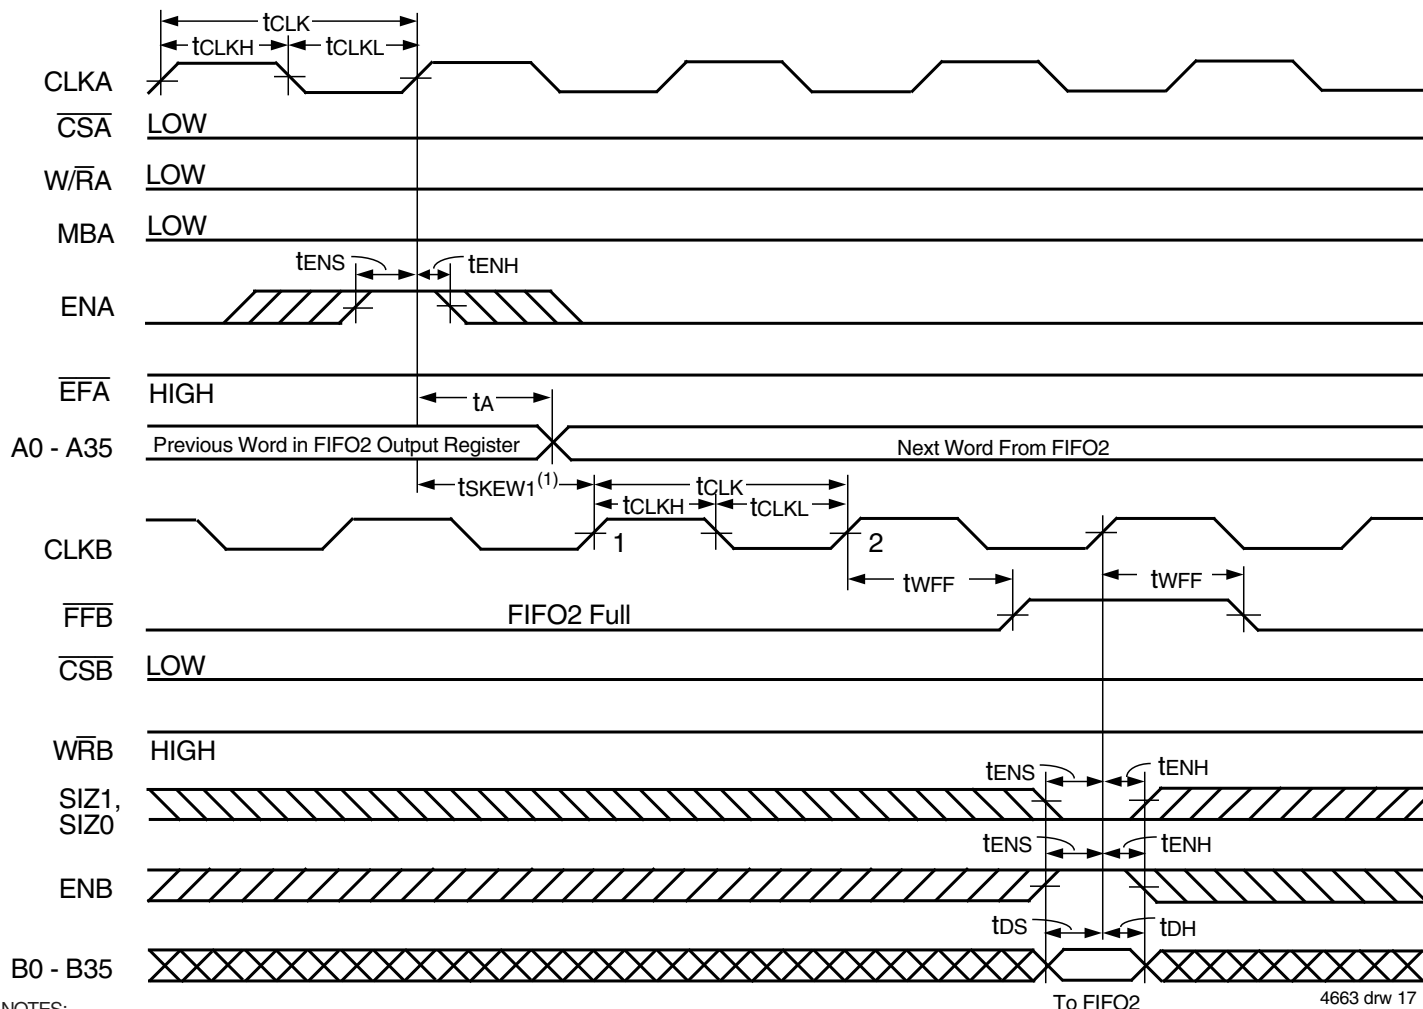 tCLK
tCLKH tCLKL
CLKA
CSA LOW
W/RA LOW
MBA LOW
tENS tENH
ENA
EFA HIGH
tA
A0 - A35 Previous Word in FIFO2 Output Register Next Word From FIFO2
tSKEW1(1) tCLK
tCLKH tCLKL
CLKB 1 2
tWFF tWFF
FFB FIFO2 Full
CSB LOW
WRB HIGH
tENS tENH
SIZ1,
SIZ0
tENS tENH
ENB
tDS tDH
B0 - B35
NOTES:
To FIFO2
4663 drw 17